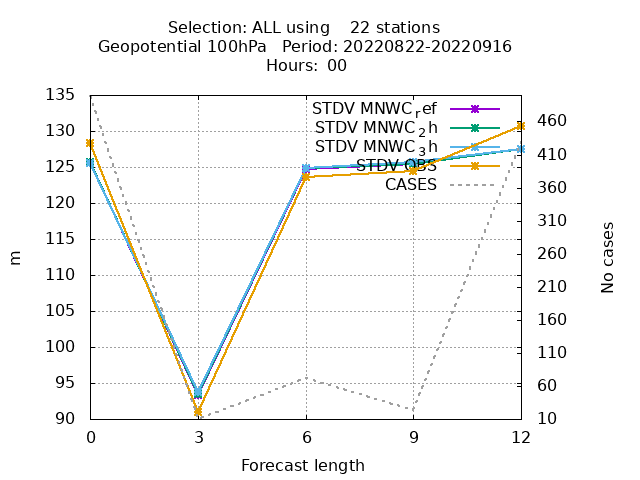 Selection: ALL using 22 stations
Geopotential 100hPa Period: 20220822-20220916
Hours: 00
135
130
125
120
115
110
105
100
95
90
m
STDV MNWC_ref
STDV MNWC_2h
STDV MNWC_3h
STDV OBS
CASES
460
410
360
310
260
210
160
110
60
10
No cases
0 3 6 9 12
Forecast length